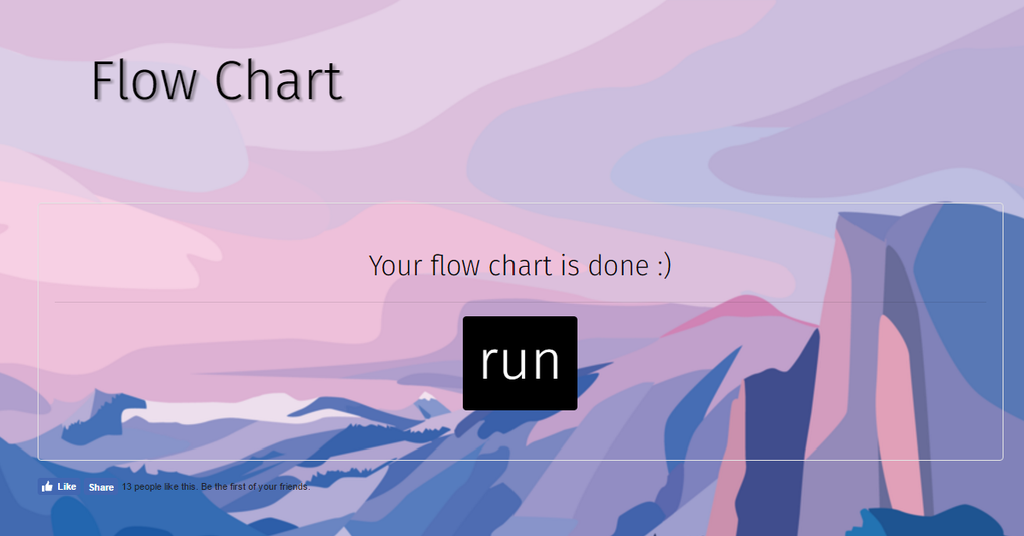 Flow Chart
Your flow chart is done :)
run
Like Share 13 people like this. Be the first of your friends.